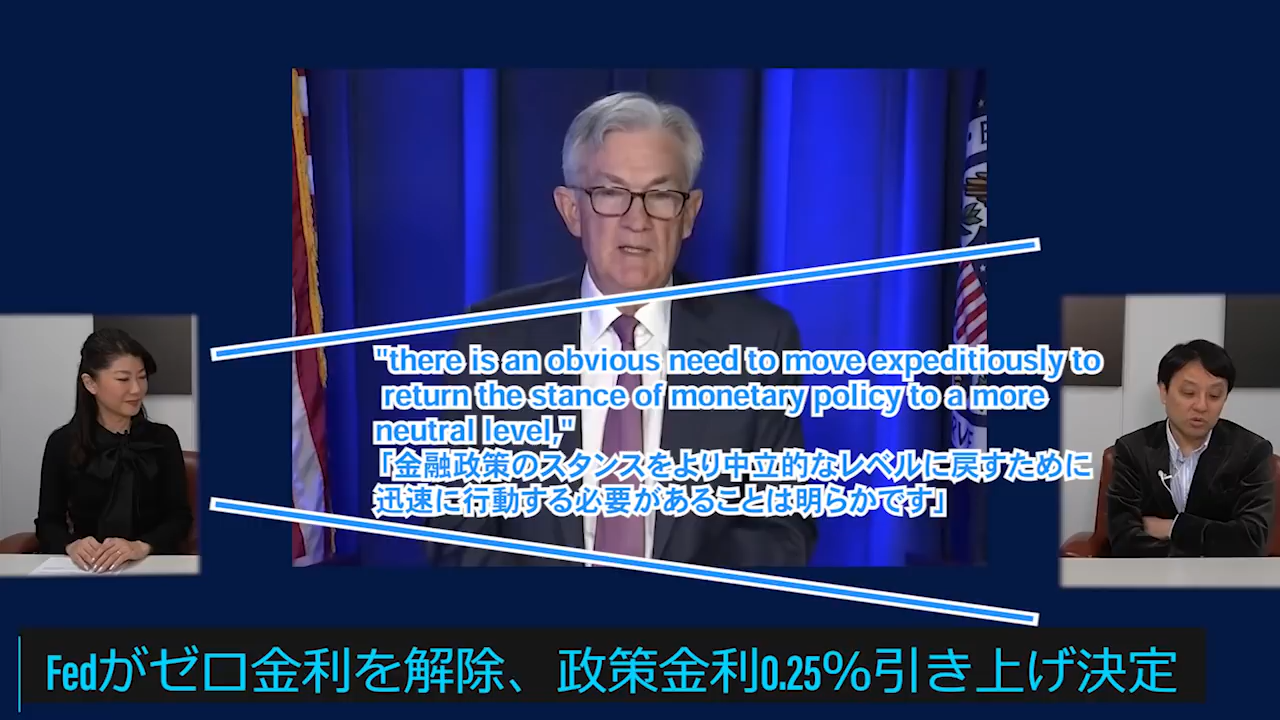 "there is an obvious need to move expeditiously to
return the stance of monetary policy to a more
neutral level,"
「金融政策のスタンスをより中立的なレベルに戻すために
迅速に行動する必要があることは明らかです」
Fedがゼロ金利を解除、政策金利0.25%引き上げ決定